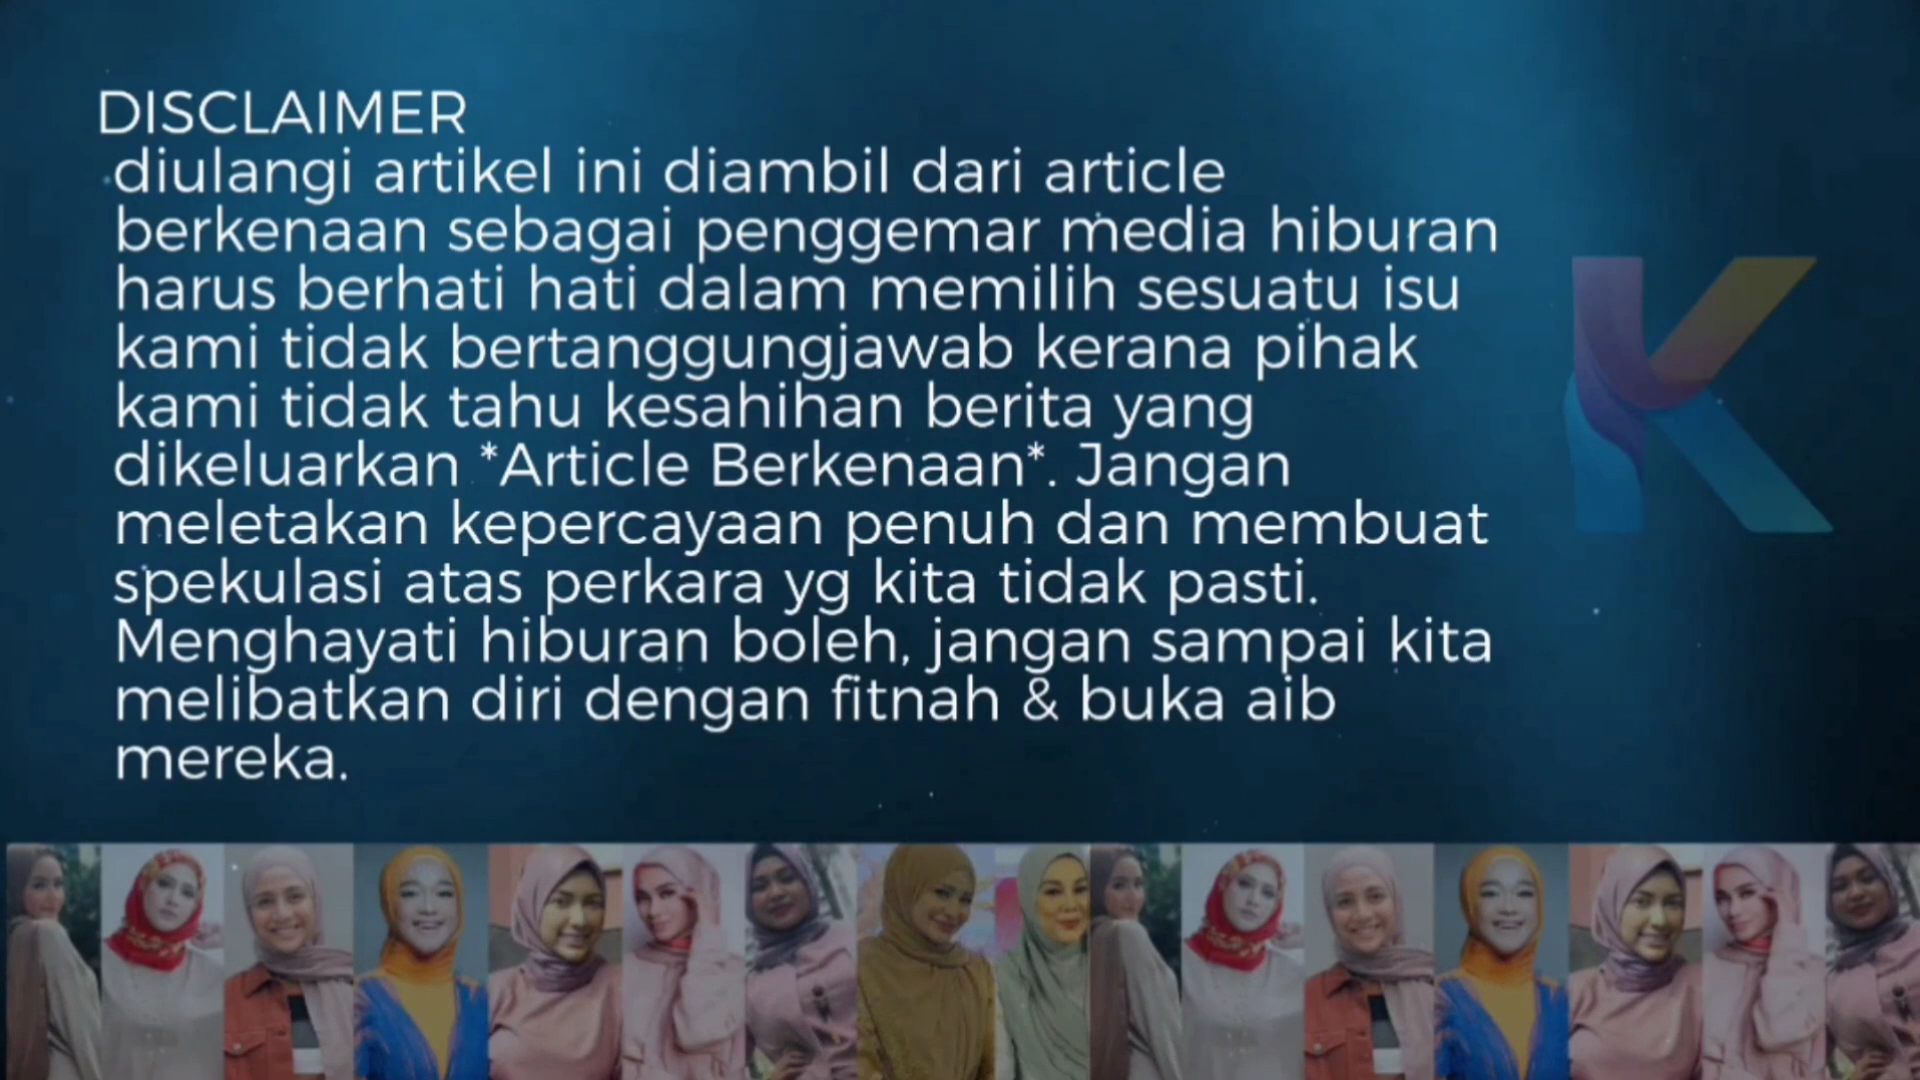 DISCLAIMER
diulangi artikel ini diambil dari article
berkenaan sebagai penggemar media hiburan
harus berhati hati dalam memilih sesuatu isu
kami tidak bertanggungjawab kerana pihak
kami tidak tahu kesahihan berita yang
dikeluarkan *Article Berkenaan*. Jangan
meletakan kepercayaan penuh dan membuat
spekulasi atas perkara yg kita tidak pasti.
Menghayati hiburan boleh, jangan sampai kita
melibatkan diri dengan fitnah & buka aib
mereka.
K